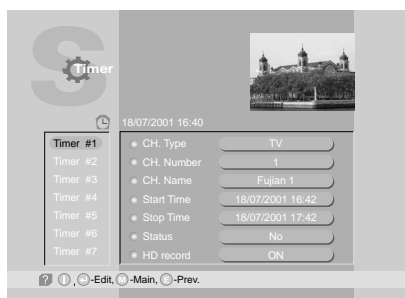 S
Timer
18/07/2001 16:40
Timer #1
Timer #2
Timer #3
Timer #4
Timer #5
Timer #6
Timer #7
CH. Type TV
CH. Number 1
CH. Name Fujian 1
Start Time 18/07/2001 16:42
Stop Time 18/07/2001 17:42
Status No
HD record ON
? i , -Edit, M -Main, E -Prev.